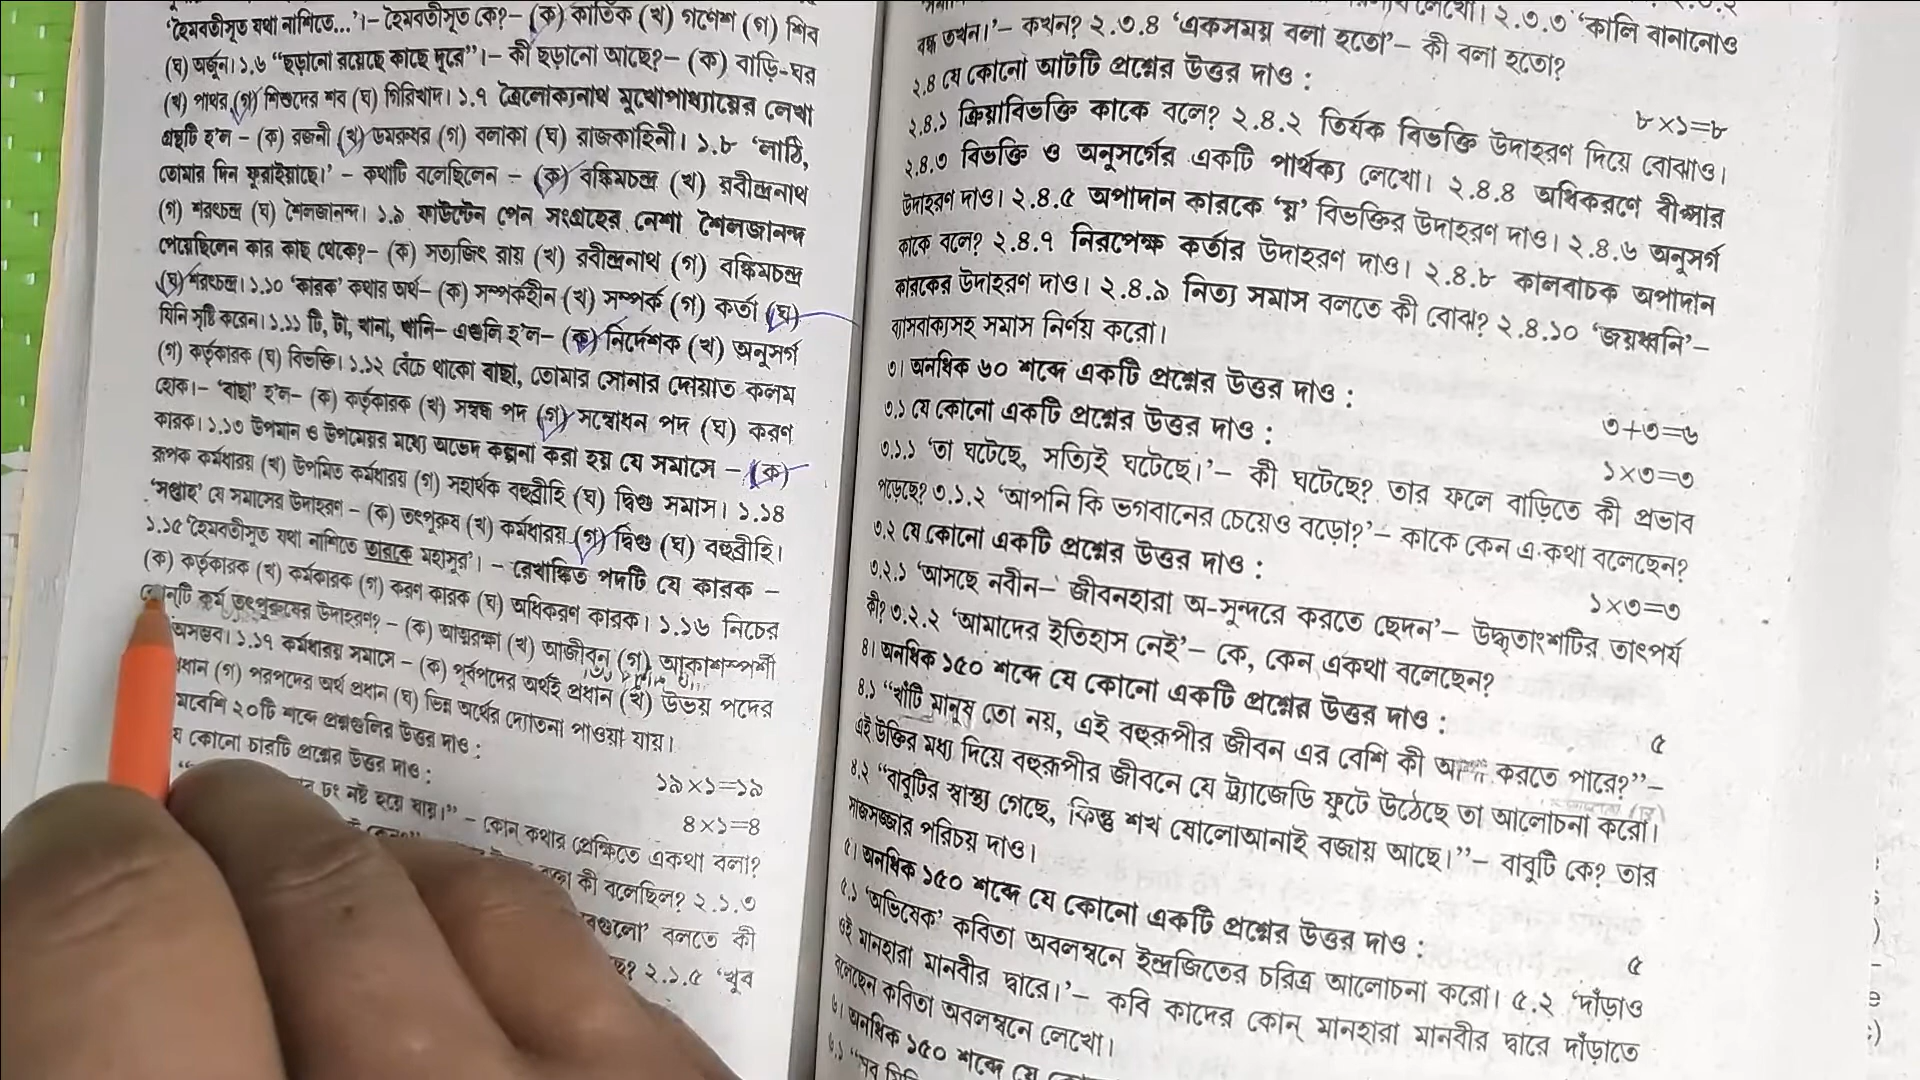 'হৈমবতীসূত যথা নাশিতে...'।– হৈমবতীসূত কে?– (ক) কার্তিক (খ) গণেশ (গ) শিব
(ঘ) অর্জুন। ১.৬ "ছড়ানো রয়েছে কাছে দূরে"।– কী ছড়ানো আছে?– (ক) বাড়ি-ঘর
(খ) পাথর (গ) শিশুদের শব (ঘ) গিরিখাদ। ১.৭ ত্রৈলোক্যনাথ মুখোপাধ্যায়ের লেখা
গ্রন্থটি হ'ল – (ক) রজনী (খ) ডমরুধর (গ) বলাকা (ঘ) রাজকাহিনী। ১.৮ 'লাঠি,
তোমার দিন ফুরাইয়াছে।' – কথাটি বলেছিলেন – (ক) বঙ্কিমচন্দ্র (খ) রবীন্দ্রনাথ
(গ) শরৎচন্দ্র (ঘ) শৈলজানন্দ। ১.৯ ফাউন্টেন পেন সংগ্রহের নেশা শৈলজানন্দ
পেয়েছিলেন কার কাছ থেকে?– (ক) সত্যজিৎ রায় (খ) রবীন্দ্রনাথ (গ) বঙ্কিমচন্দ্র
(ঘ) শরৎচন্দ্র। ১.১০ 'কারক' কথার অর্থ– (ক) সম্পর্কহীন (খ) সম্পর্ক (গ) কর্তা (ঘ)
যিনি সৃষ্টি করেন। ১.১১ টি, টা, খানা, খানি– এগুলি হ'ল– (ক) নির্দেশক (খ) অনুসর্গ
(গ) কর্তৃকারক (ঘ) বিভক্তি। ১.১২ বেঁচে থাকো বাছা, তোমার সোনার দোয়াত কলম
হোক।– 'বাছা' হ'ল– (ক) কর্তৃকারক (খ) সম্বন্ধ পদ (গ) সম্বোধন পদ (ঘ) করণ
কারক। ১.১৩ উপমান ও উপমেয়র মধ্যে অভেদ কল্পনা করা হয় যে সমাসে – (ক)
রূপক কর্মধারয় (খ) উপমিত কর্মধারয় (গ) সহার্থক বহুব্রীহি (ঘ) দ্বিগু সমাস। ১.১৪
'সপ্তাহ' যে সমাসের উদাহরণ – (ক) তৎপুরুষ (খ) কর্মধারয় (গ) দ্বিগু (ঘ) বহুব্রীহি।
১.১৫ 'হৈমবতীসূত যথা নাশিতে তারকে মহাসুর'। – রেখাঙ্কিত পদটি যে কারক –
(ক) কর্তৃকারক (খ) কর্মকারক (গ) করণ কারক (ঘ) অধিকরণ কারক। ১.১৬ নিচের
কোনটি কর্ম তৎপুরুষের উদাহরণ? – (ক) আত্মরক্ষা (খ) আজীবন (গ) আকাশস্পর্শী
অসম্ভব। ১.১৭ কর্মধারয় সমাসে – (ক) পূর্বপদের অর্থই প্রধান (খ) উভয় পদের
(গ) পরপদের অর্থ প্রধান (ঘ) ভিন্ন অর্থের দ্যোতনা পাওয়া যায়।
২০টি শব্দে প্রশ্নগুলির উত্তর দাও :
১৯×১=১৯
কোনো চারটি প্রশ্নের উত্তর দাও :
৪×১=৪
নষ্ট হয়ে যায়।" – কোন্ কথার প্রেক্ষিতে একথা বলা?
কী বলেছিল? ২.১.৩
বলতে কী
২.১.৫ 'খুব
২.৩.৩ 'কালি বানানোও
বন্ধ তখন।'– কখন? ২.৩.৪ 'একসময় বলা হতো'– কী বলা হতো?
২.৪ যে কোনো আটটি প্রশ্নের উত্তর দাও :
৮×১=৮
২.৪.১ ক্রিয়াবিভক্তি কাকে বলে? ২.৪.২ তির্যক বিভক্তি উদাহরণ দিয়ে বোঝাও।
২.৪.৩ বিভক্তি ও অনুসর্গের একটি পার্থক্য লেখো। ২.৪.৪ অধিকরণে বীপ্সার
উদাহরণ দাও। ২.৪.৫ অপাদান কারকে 'য়' বিভক্তির উদাহরণ দাও। ২.৪.৬ অনুসর্গ
কাকে বলে? ২.৪.৭ নিরপেক্ষ কর্তার উদাহরণ দাও। ২.৪.৮ কালবাচক অপাদান
কারকের উদাহরণ দাও। ২.৪.৯ নিত্য সমাস বলতে কী বোঝ? ২.৪.১০ 'জয়ধ্বনি'–
ব্যাসবাক্যসহ সমাস নির্ণয় করো।
৩। অনধিক ৬০ শব্দে একটি প্রশ্নের উত্তর দাও :
৩+৩=৬
৩.১ যে কোনো একটি প্রশ্নের উত্তর দাও :
১×৩=৩
৩.১.১ 'তা ঘটেছে, সত্যিই ঘটেছে।'– কী ঘটেছে? তার ফলে বাড়িতে কী প্রভাব
পড়েছে? ৩.১.২ 'আপনি কি ভগবানের চেয়েও বড়ো?'– কাকে কেন এ কথা বলেছেন?
৩.২ যে কোনো একটি প্রশ্নের উত্তর দাও :
১×৩=৩
৩.২.১ 'আসছে নবীন– জীবনহারা অ-সুন্দরে করতে ছেদন'– উদ্ধৃতাংশটির তাৎপর্য
কী? ৩.২.২ 'আমাদের ইতিহাস নেই'– কে, কেন একথা বলেছেন?
৪। অনধিক ১৫০ শব্দে যে কোনো একটি প্রশ্নের উত্তর দাও :
৫
৪.১ "খাঁটি মানুষ তো নয়, এই বহুরূপীর জীবন এর বেশি কী আশা করতে পারে?"–
এই উক্তির মধ্য দিয়ে বহুরূপীর জীবনে যে ট্র্যাজেডি ফুটে উঠেছে তা আলোচনা করো।
৪.২ "বাবুটির স্বাস্থ্য গেছে, কিন্তু শখ ষোলোআনাই বজায় আছে।"– বাবুটি কে? তার
সাজসজ্জার পরিচয় দাও।
৫। অনধিক ১৫০ শব্দে যে কোনো একটি প্রশ্নের উত্তর দাও :
৫
৫.১ 'অভিষেক' কবিতা অবলম্বনে ইন্দ্রজিতের চরিত্র আলোচনা করো। ৫.২ 'দাঁড়াও
ওই মানহারা মানবীর দ্বারে।'– কবি কাদের কোন্ মানহারা মানবীর দ্বারে দাঁড়াতে
বলেছেন কবিতা অবলম্বনে লেখো।
৬। অনধিক ১৫০ শব্দে যে
৬.১